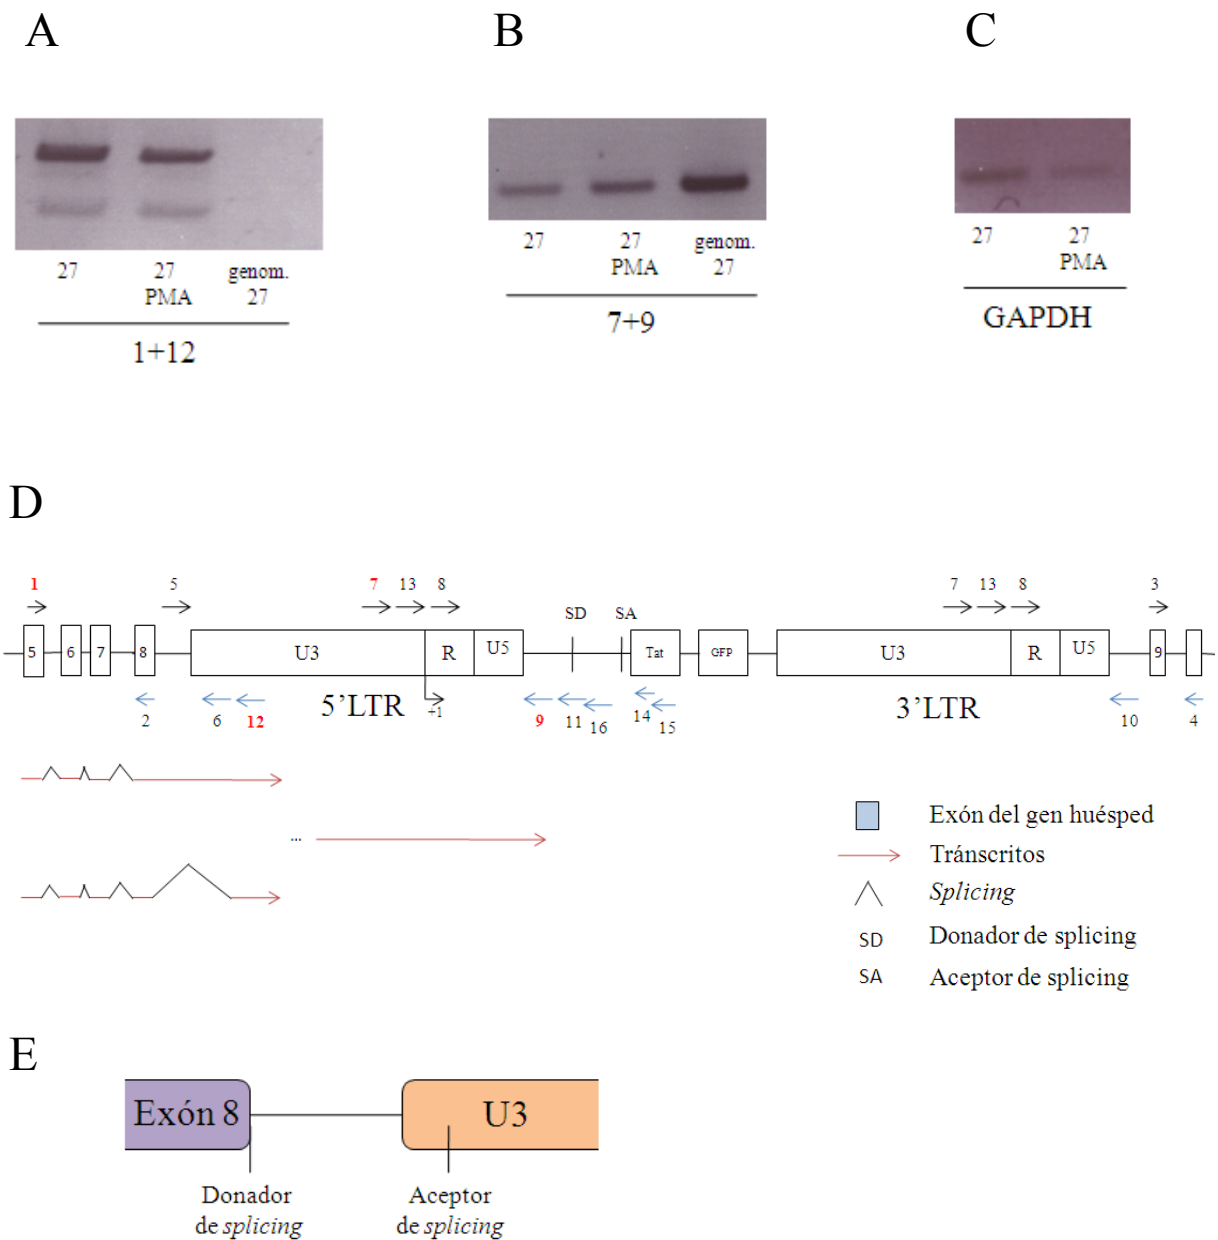 A
B
C
27
27
PMA
genom.
27
1+12
27
27
PMA
genom.
27
7+9
27
27
PMA
GAPDH
D
1
5
7
13
8
7
13
8
3
SD
SA
5
6
7
8
U3
R
U5
Tat
GFP
U3
R
U5
9
2
6
12
5’LTR
+1
9
11
16
14
15
3’LTR
10
4
...
Exón del gen huésped
Tránscritos
Splicing
SD
Donador de splicing
SA
Aceptor de splicing
E
Exón 8
U3
Donador
de splicing
Aceptor
de splicing